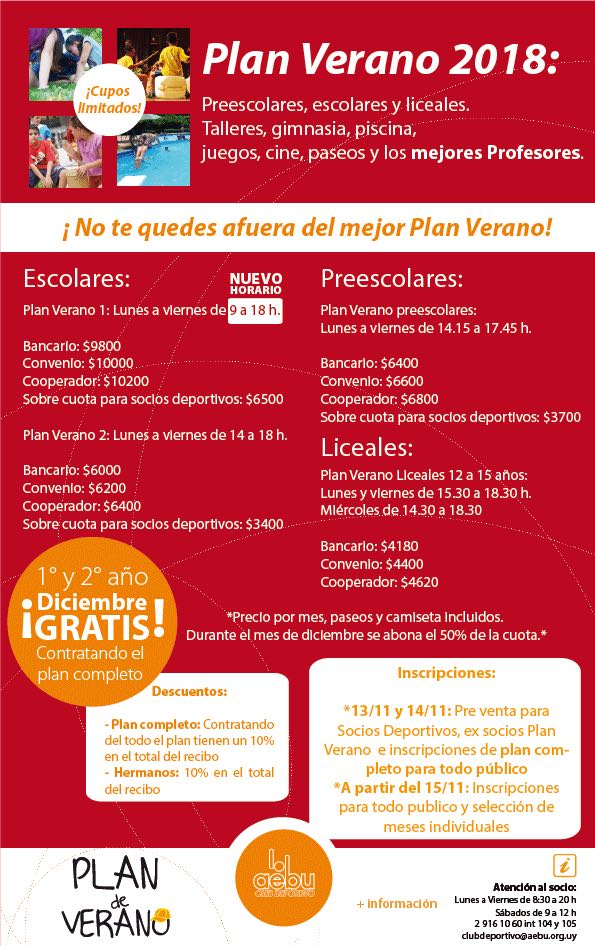 ¡Cupos
limitados!
Plan Verano 2018:
Preescolares, escolares y liceales.
Talleres, gimnasia, piscina,
juegos, cine, paseos y los mejores Profesores.
¡ No te quedes afuera del mejor Plan Verano!
Escolares:
NUEVO
HORARIO
Plan Verano 1: Lunes a viernes de 9 a 18 h.
Bancario: $9800
Convenio: $10000
Cooperador: $10200
Sobre cuota para socios deportivos: $6500
Plan Verano 2: Lunes a viernes de 14 a 18 h.
Bancario: $6000
Convenio: $6200
Cooperador: $6400
Sobre cuota para socios deportivos: $3400
Preescolares:
Plan Verano preescolares:
Lunes a viernes de 14.15 a 17.45 h.
Bancario: $6400
Convenio: $6600
Cooperador: $6800
Sobre cuota para socios deportivos: $3700
Liceales:
Plan Verano Liceales 12 a 15 años:
Lunes y viernes de 15.30 a 18.30 h.
Miércoles de 14.30 a 18.30
Bancario: $4180
Convenio: $4400
Cooperador: $4620
1° y 2° año
Diciembre
¡GRATIS!
Contratando el
plan completo
*Precio por mes, paseos y camiseta incluidos.
Durante el mes de diciembre se abona el 50% de la cuota.*
Descuentos:
- Plan completo: Contratando
del todo el plan tienen un 10%
en el total del recibo
- Hermanos: 10% en el total
del recibo
Inscripciones:
*13/11 y 14/11: Pre venta para
Socios Deportivos, ex socios Plan
Verano e inscripciones de plan com-
pleto para todo público
*A partir del 15/11: Inscripciones
para todo publico y selección de
meses individuales
PLAN
de
VERANO
aebu
CLUB DEPORTIVO
+ información
i
Atención al socio:
Lunes a Viernes de 8:30 a 20 h
Sábados de 9 a 12 h
2 916 10 60 int 104 y 105
clubdeportivo@aebu.org.uy